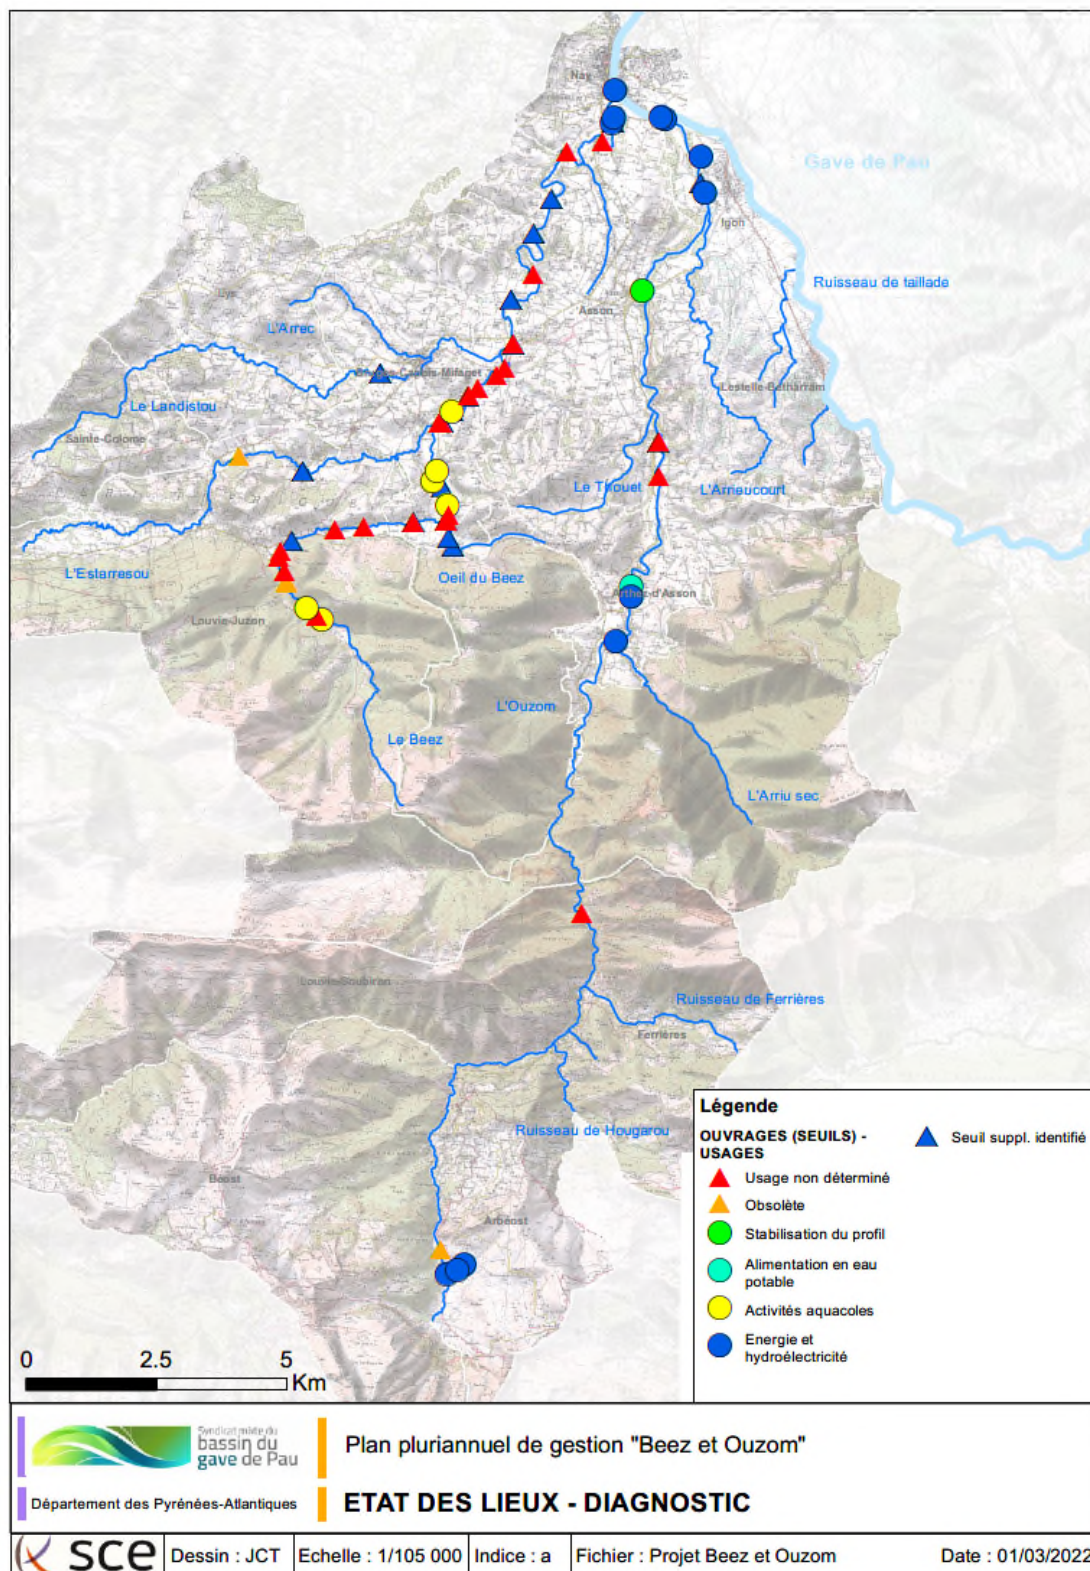 Nay
Gave de Pau
Igon
Ruisseau de taillade
Lys
Asson
L'Arrec
Lestelle-Betharram
Le Landistou
Sainte-Colome
Le Thouet
L'Arneucourt
L'Estarresou
Oeil du Beez
Arthez-d'Asson
Louvie-Juzon
L'Ouzom
Le Beez
L'Arriu sec
Louvie-Soubiron
Ruisseau de Ferrières
Ferrières
Ruisseau de Hougarou
Béost
Arbéost
Légende
OUVRAGES (SEUILS) -
USAGES
Seuil suppl. identifié
Usage non déterminé
Obsolète
Stabilisation du profil
Alimentation en eau
potable
Activités aquacoles
Energie et
hydroélectricité
0 2.5 5
Km
Syndicat mixte du
bassin du
gave de Pau
Plan pluriannuel de gestion "Beez et Ouzom"
Département des Pyrénées-Atlantiques
ETAT DES LIEUX - DIAGNOSTIC
sce
Dessin : JCT
Echelle : 1/105 000
Indice : a
Fichier : Projet Beez et Ouzom
Date : 01/03/2022